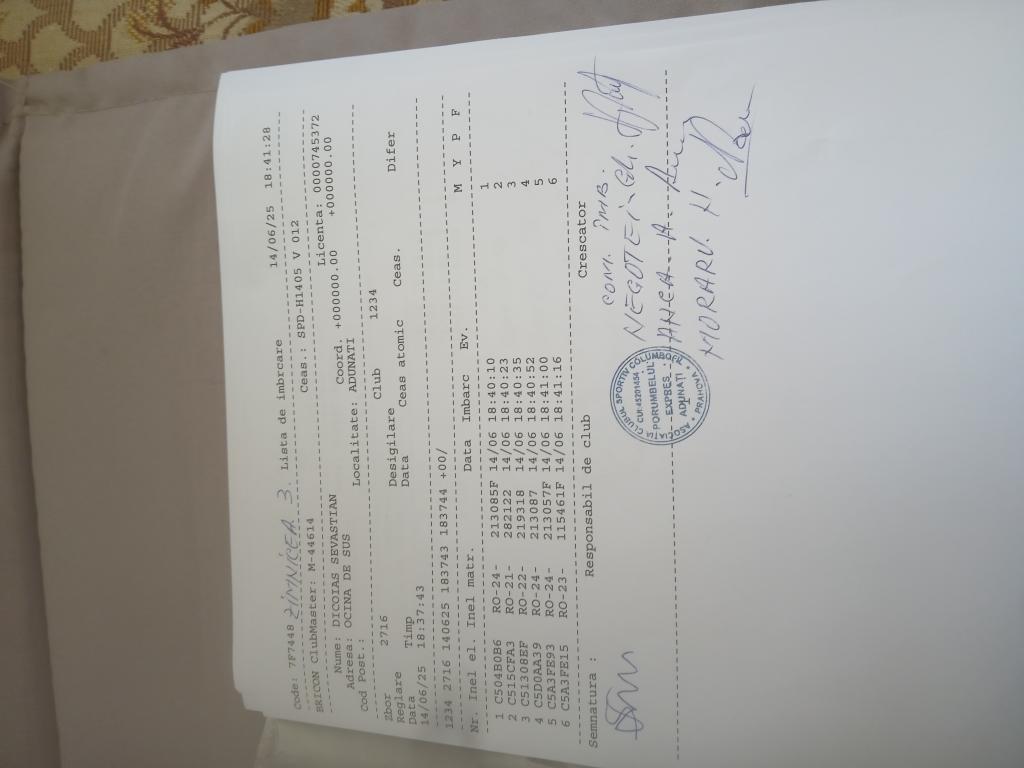 Code: 7F7448 ZIMNICEA 3. Lista de imbrcare 14/06/25 18:41:28
Ceas.: SPD-H1405 V 012
BRICON ClubMaster: M-44614 Licenta: 0000745372
Nume: DICOIAS SEVASTIAN Coord. +000000.00 +000000.00
Adresa: OCINA DE SUS Localitate: ADUNATI
Cod Post.:
Zbor 2716 Club 1234
Reglare Desigilare
Data Timp Data Ceas atomic Ceas. Difer
14/06/25 18:37:43
1234 2716 140625 183743 183744 +00/
Nr. Inel el. Inel matr. Data Imbarc Ev. M Y P F
1 C504B0B6 RO-24- 213085F 14/06 18:40:10 1
2 C515CFA3 RO-21- 282122 14/06 18:40:23 2
3 C51308EF RO-22- 219318 14/06 18:40:35 3
4 C5D0AA39 RO-24- 213087 14/06 18:40:52 4
5 C5A3FE93 RO-24- 213057F 14/06 18:41:00 5
6 C5A3FE15 RO-23- 115461F 14/06 18:41:16 6
Semnatura : Responsabil de club Crescator
COM. IMB.
NEGOTEI GH.
MORARU N.
ASOCIAȚIA CLUBUL SPORTIV COLUMBOFIL
CUI:45201454
PORUMBELUL
EXPRES
ADUNAȚI
* PRAHOVA *